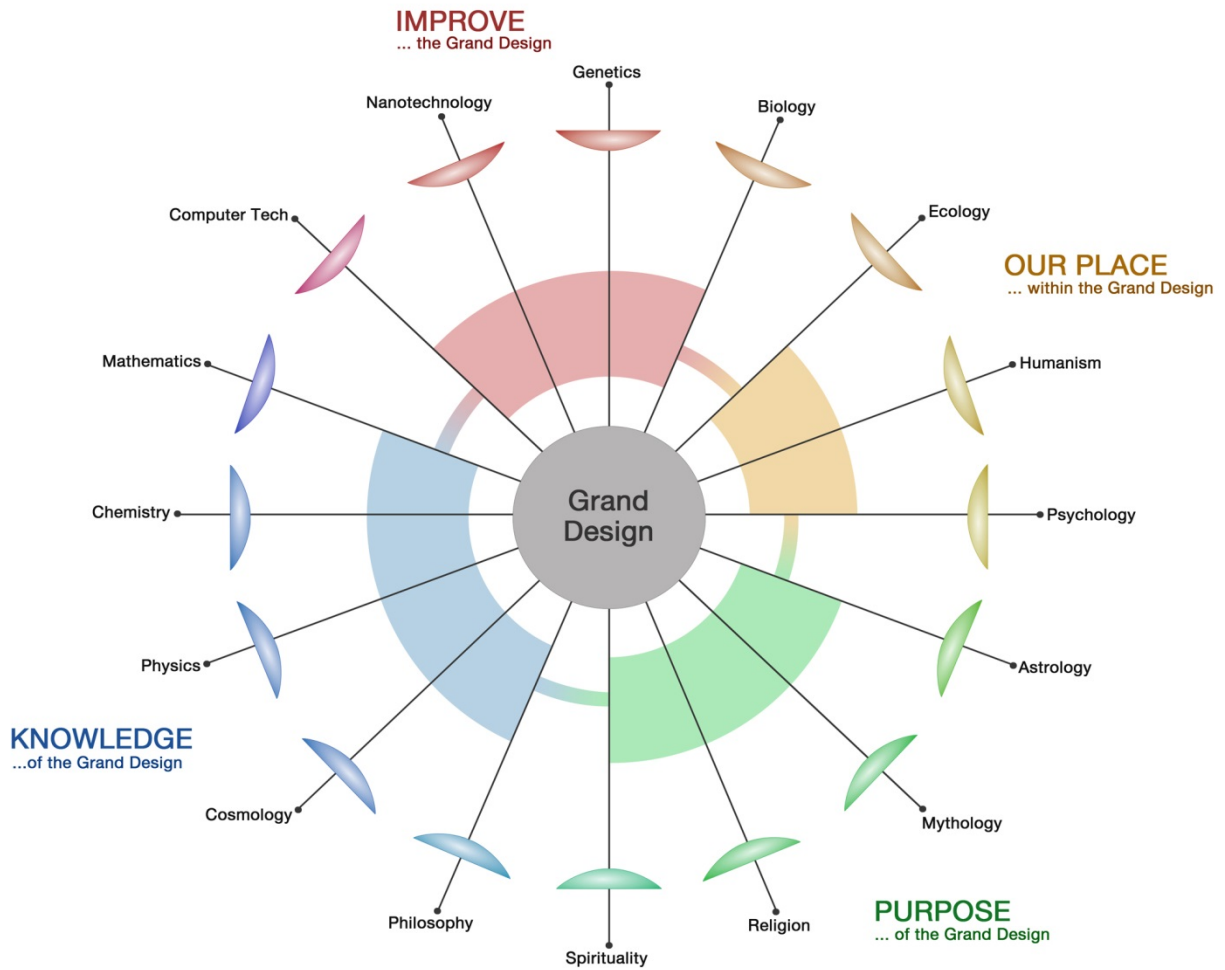 IMPROVE
... the Grand Design
Genetics
Nanotechnology
Biology
Computer Tech
Ecology
OUR PLACE
... within the Grand Design
Mathematics
Humanism
Grand
Design
Chemistry
Psychology
Physics
Astrology
KNOWLEDGE
...of the Grand Design
Cosmology
Mythology
Philosophy
Religion
PURPOSE
... of the Grand Design
Spirituality